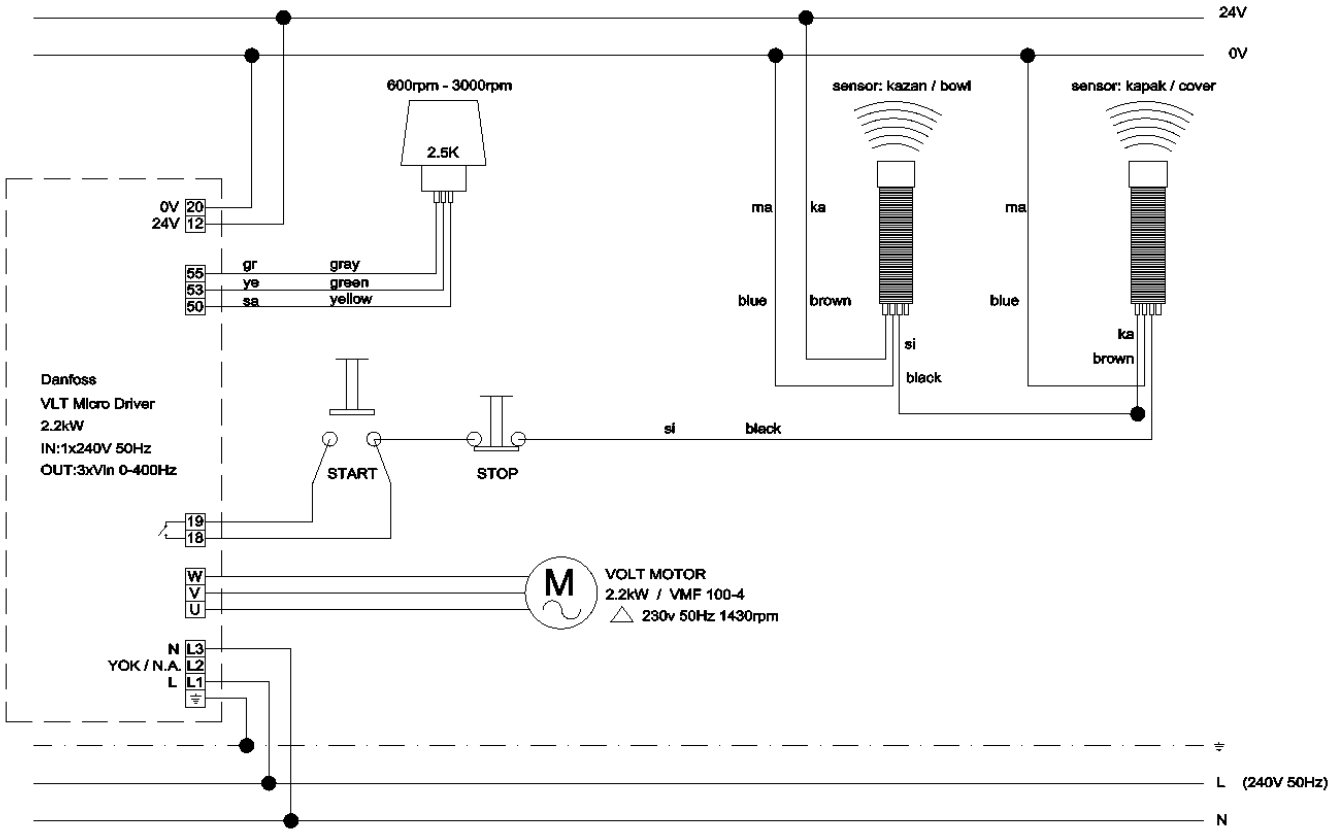 24V
0V
600rpm - 3000rpm
2.5K
sensor: kazan / bowl
sensor: kapak / cover
0V 20
24V 12
ma
ka
ma
55 gr gray
53 ye green
50 sa yellow
blue
brown
blue
si
black
ka
brown
Danfoss
VLT Micro Driver
2.2kW
IN:1x240V 50Hz
OUT:3xVin 0-400Hz
START
STOP
si black
19
18
W
V
U
M
VOLT MOTOR
2.2kW / VMF 100-4
230v 50Hz 1430rpm
N L3
YOK / N.A. L2
L L1
L (240V 50Hz)
N